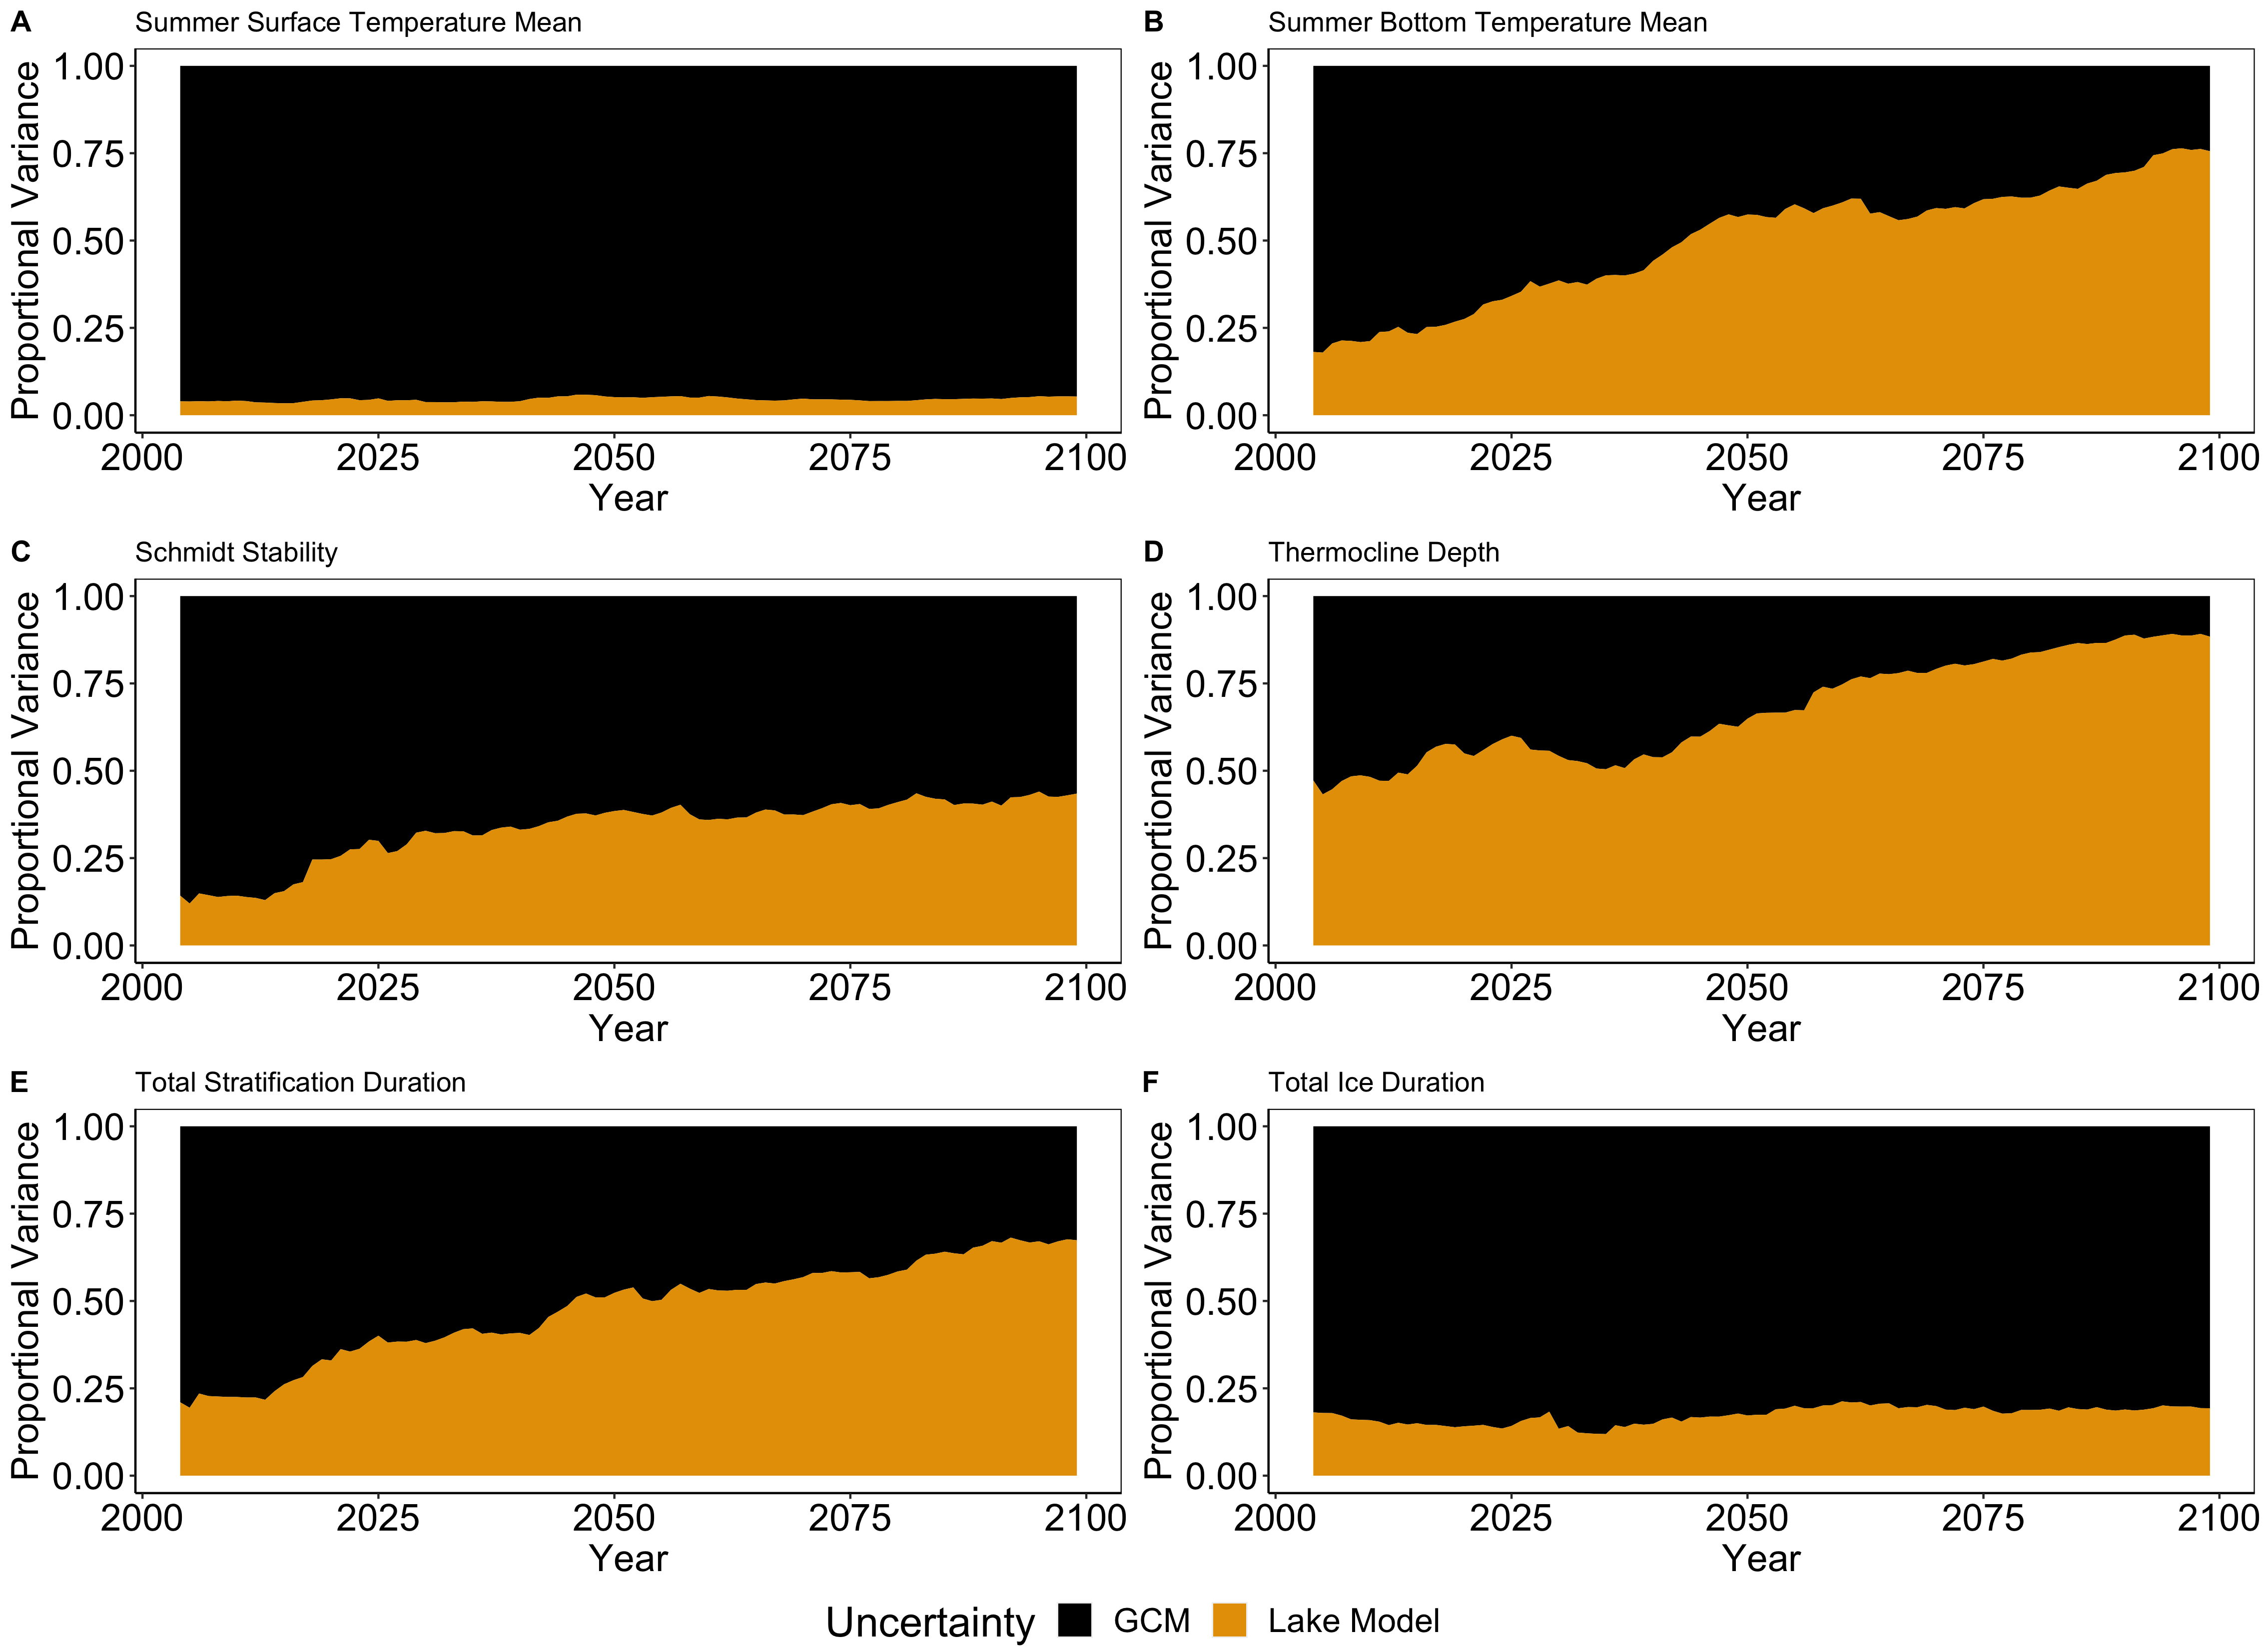 A Summer Surface Temperature Mean
Proportional Variance
1.00
0.75
0.50
0.25
0.00
2000 2025 2050 2075 2100
Year
B Summer Bottom Temperature Mean
Proportional Variance
1.00
0.75
0.50
0.25
0.00
2000 2025 2050 2075 2100
Year
C Schmidt Stability
Proportional Variance
1.00
0.75
0.50
0.25
0.00
2000 2025 2050 2075 2100
Year
D Thermocline Depth
Proportional Variance
1.00
0.75
0.50
0.25
0.00
2000 2025 2050 2075 2100
Year
E Total Stratification Duration
Proportional Variance
1.00
0.75
0.50
0.25
0.00
2000 2025 2050 2075 2100
Year
F Total Ice Duration
Proportional Variance
1.00
0.75
0.50
0.25
0.00
2000 2025 2050 2075 2100
Year
Uncertainty GCM Lake Model